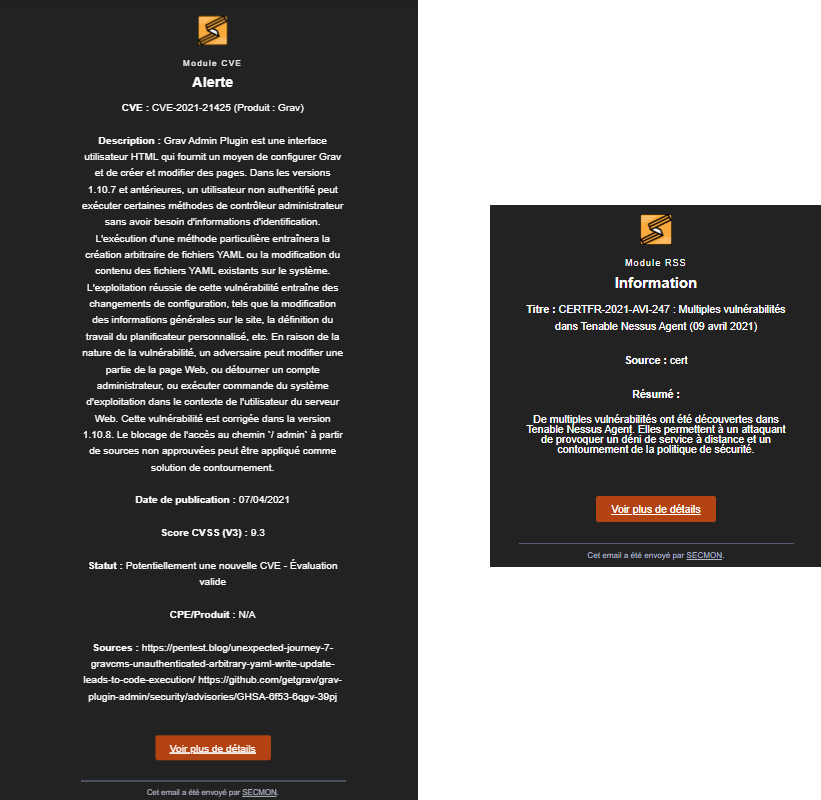 Module CVE
Alerte
CVE : CVE-2021-21425 (Produit : Grav)
Description : Grav Admin Plugin est une interface
utilisateur HTML qui fournit un moyen de configurer Grav
et de créer et modifier des pages. Dans les versions
1.10.7 et antérieures, un utilisateur non authentifié peut
exécuter certaines méthodes de contrôleur administrateur
sans avoir besoin d'informations d'identification.
L'exécution d'une méthode particulière entraînera la
création arbitraire de fichiers YAML ou la modification du
contenu des fichiers YAML existants sur le système.
L'exploitation réussie de cette vulnérabilité entraîne des
changements de configuration, tels que la modification
des informations générales sur le site, la définition du
travail du planificateur personnalisé, etc. En raison de la
nature de la vulnérabilité, un adversaire peut modifier une
partie de la page Web, ou détourner un compte
administrateur, ou exécuter commande du système
d'exploitation dans le contexte de l'utilisateur du serveur
Web. Cette vulnérabilité est corrigée dans la version
1.10.8. Le blocage de l'accès au chemin `/ admin` à partir
de sources non approuvées peut être appliqué comme
solution de contournement.
Date de publication : 07/04/2021
Score CVSS (V3) : 9.3
Statut : Potentiellement une nouvelle CVE - Évaluation
valide
CPE/Produit : N/A
Sources : https://pentest.blog/unexpected-journey-7-
gravcms-unauthenticated-arbitrary-yaml-write-update-
leads-to-code-execution/ https://github.com/getgrav/grav-
plugin-admin/security/advisories/GHSA-6f53-6qgv-39pj
Voir plus de détails
Cet email a été envoyé par SECMON.
Module RSS
Information
Titre : CERTFR-2021-AVI-247 : Multiples vulnérabilités
dans Tenable Nessus Agent (09 avril 2021)
Source : cert
Résumé :
De multiples vulnérabilités ont été découvertes dans
Tenable Nessus Agent. Elles permettent à un attaquant
de provoquer un déni de service à distance et un
contournement de la politique de sécurité.
Voir plus de détails
Cet email a été envoyé par SECMON.